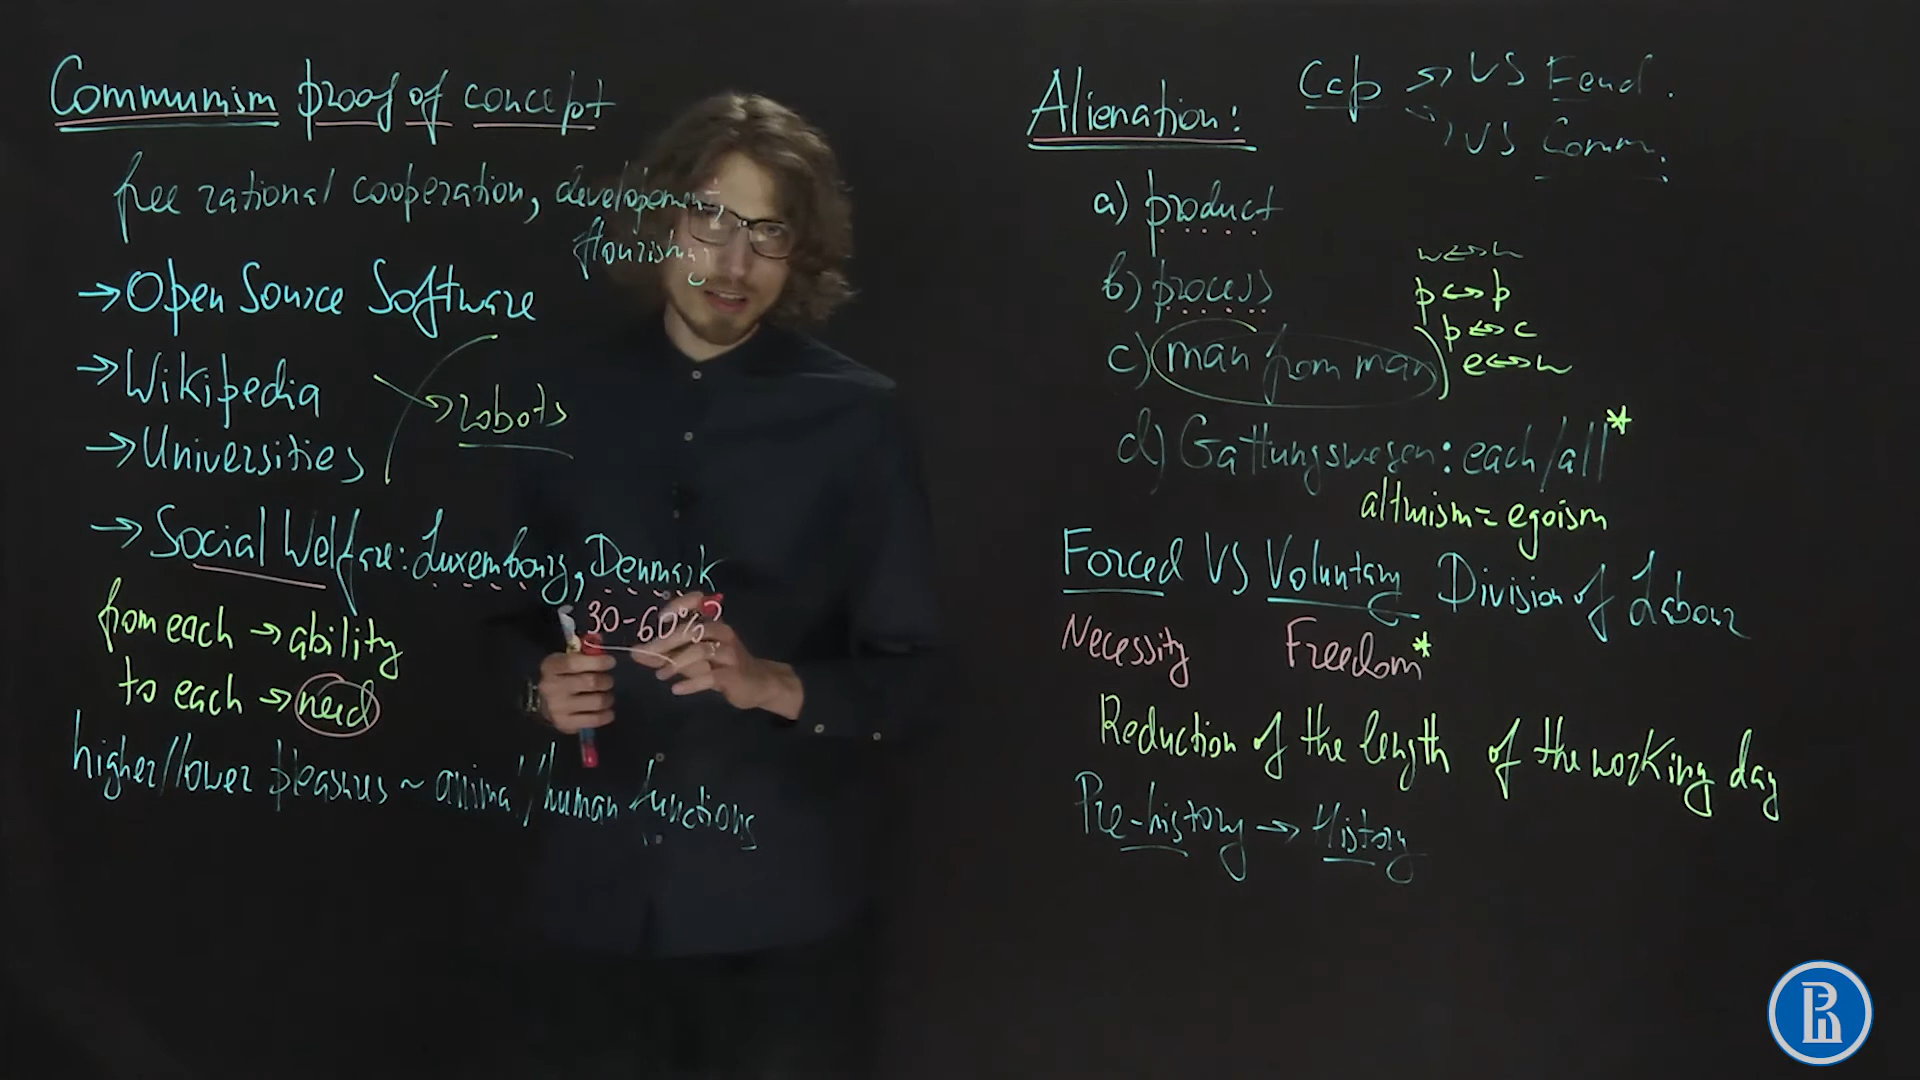 Communism proof of concept
free rational cooperation, development,
flourishing
→ Open Source Software
→ Wikipedia
→ robots
→ Universities
→ Social Welfare: Luxembourg, Denmark
30-60%
from each → ability
to each → need
higher/lower pleasures ~ animal/human functions
Alienation:
Cap → VS Feud.
→ VS Comm.
a) product
b) process
c) man from man
w↔w
p↔p
p↔c
e↔w
d) Gattungswesen: each/all*
altruism = egoism
Forced VS Voluntary Division of Labour
Necessity Freedom*
Reduction of the length of the working day
Pre-history → History